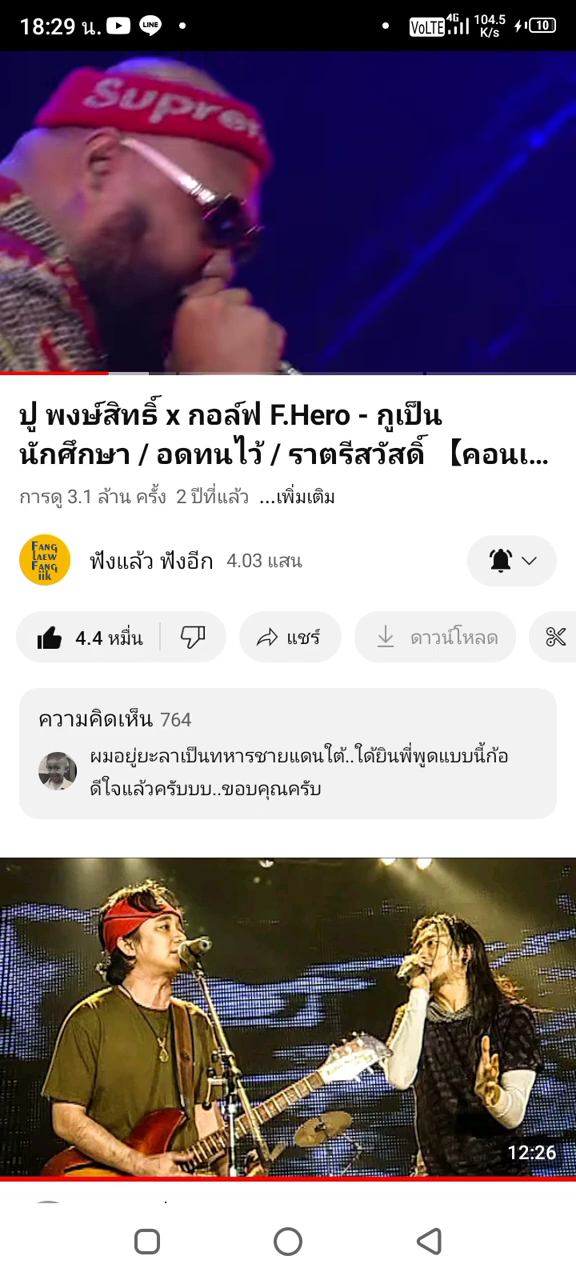 18:29 น.
LINE
VoLTE 4G 104.5 K/s 10
Supre
ปู พงษ์สิทธิ์ x กอล์ฟ F.Hero - กูเป็น
นักศึกษา / อดทนไว้ / ราตรีสวัสดิ์ 【คอนเ...
การดู 3.1 ล้าน ครั้ง 2 ปีที่แล้ว ...เพิ่มเติม
FANG
LAEW
FANG
iik
ฟังแล้ว ฟังอีก 4.03 แสน
4.4 หมื่น แชร์ ดาวน์โหลด
ความคิดเห็น 764
ผมอยู่ยะลาเป็นทหารชายแดนใต้..ใด้ยินพี่พูดแบบนี้ก้อ
ดีใจแล้วครับบบ..ขอบคุณครับ
12:26